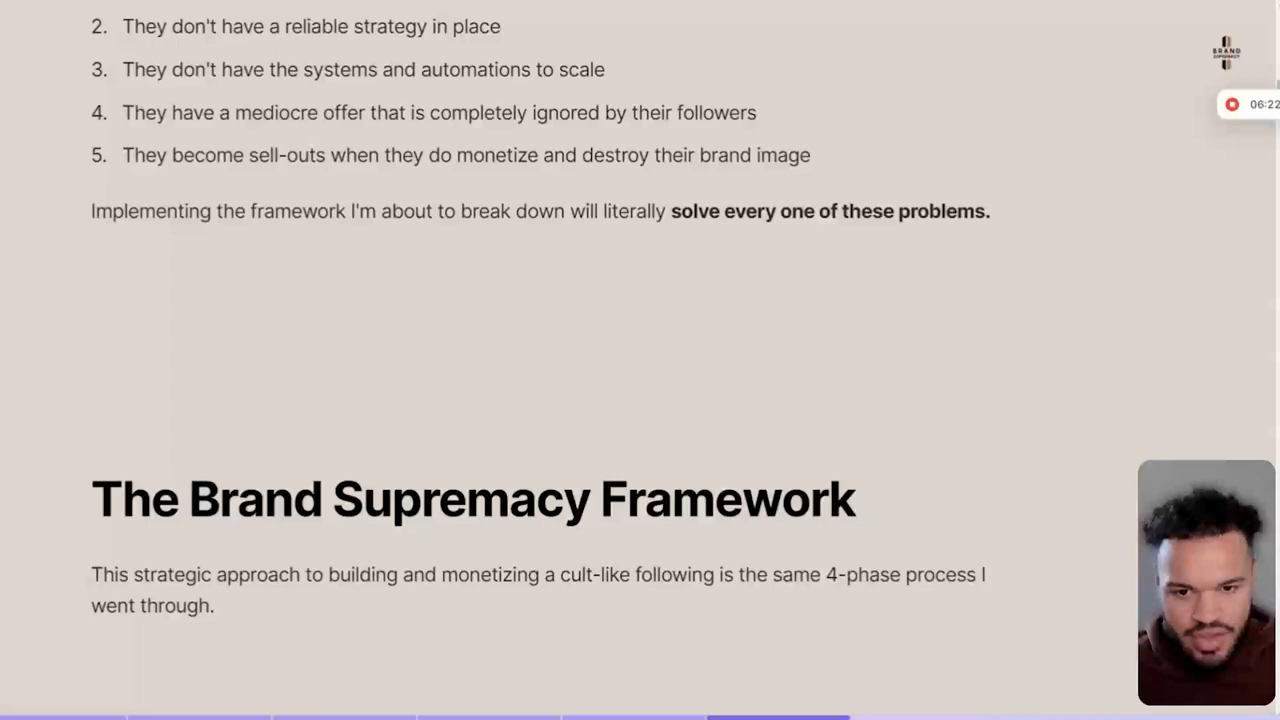 2. They don't have a reliable strategy in place
BRAND
SUPREMACY
3. They don't have the systems and automations to scale
06:22
4. They have a mediocre offer that is completely ignored by their followers
5. They become sell-outs when they do monetize and destroy their brand image
Implementing the framework I'm about to break down will literally solve every one of these problems.
The Brand Supremacy Framework
This strategic approach to building and monetizing a cult-like following is the same 4-phase process I
went through.